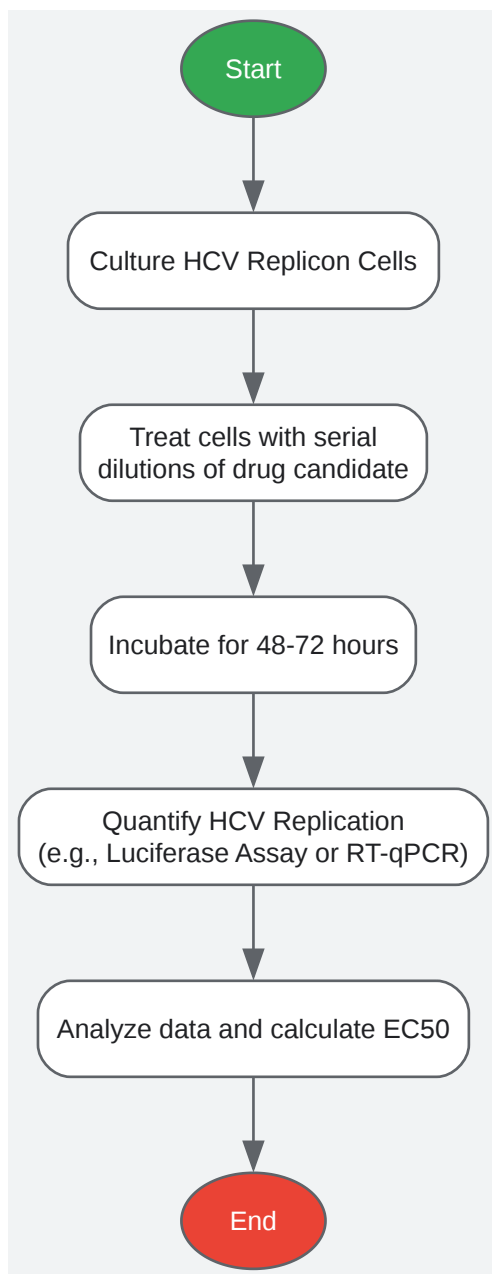 Start
Culture HCV Replicon Cells
Treat cells with serial
dilutions of drug candidate
Incubate for 48-72 hours
Quantify HCV Replication
(e.g., Luciferase Assay or RT-qPCR)
Analyze data and calculate EC50
End